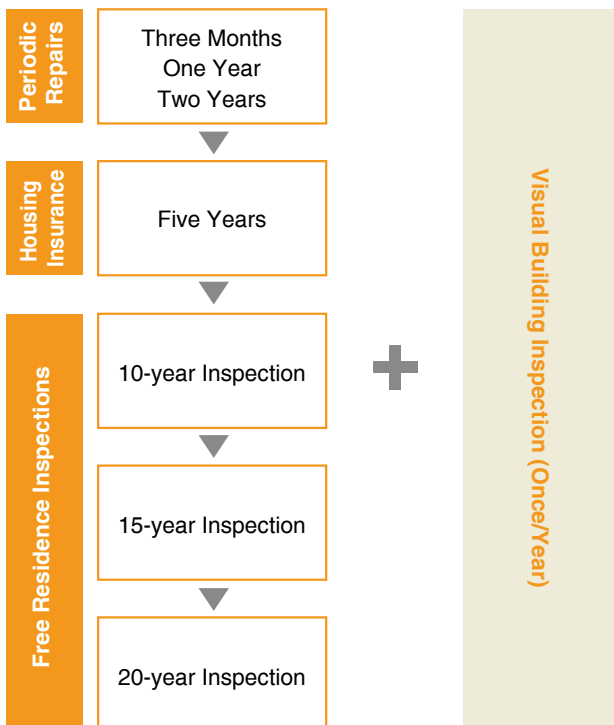 Periodic
Repairs
Three Months
One Year
Two Years
Housing
Insurance
Five Years
Free Residence Inspections
10-year Inspection
15-year Inspection
20-year Inspection
Visual Building Inspection (Once/Year)